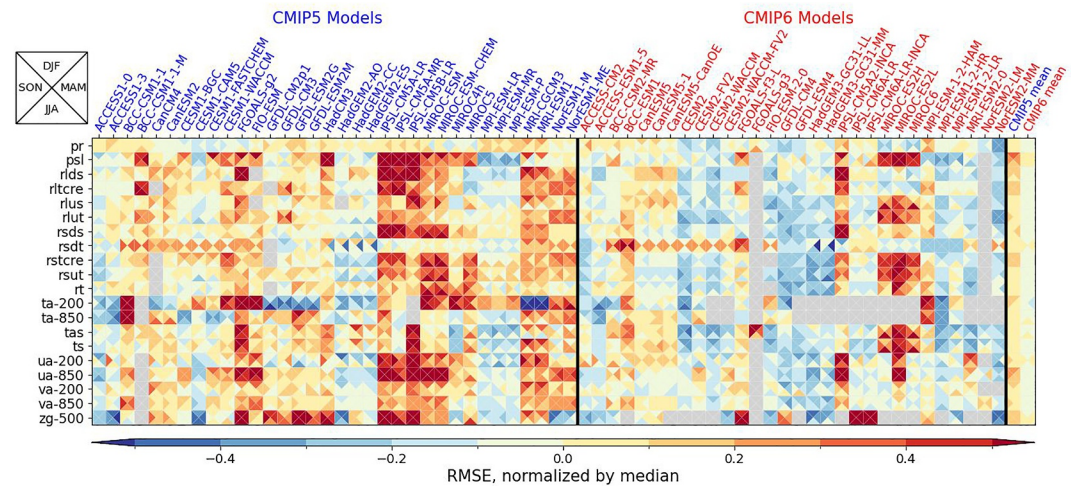 CMIP5 Models
CMIP6 Models
DJF
SON
MAM
JJA
ACCESS1-0
ACCESS1-3
BCC-CSM1-1
BCC-CSM1-1-M
CanCM4
CanESM2
CESM1-BGC
CESM1-CAM5
CESM1-FASTCHEM
CESM1-WACCM
FGOALS-g2
FIO-ESM
GFDL-CM2p1
GFDL-CM3
GFDL-ESM2G
GFDL-ESM2M
HadCM3
HadGEM2-AO
HadGEM2-CC
HadGEM2-ES
IPSL-CM5A-LR
IPSL-CM5A-MR
IPSL-CM5B-LR
MIROC-ESM
MIROC-ESM-CHEM
MIROC4h
MIROC5
MPI-ESM-LR
MPI-ESM-MR
MPI-ESM-P
MRI-CGCM3
MRI-ESM1
NorESM1-M
NorESM1-ME
ACCESS-CM2
ACCESS-ESM1-5
BCC-CSM2-MR
BCC-ESM1
CanESM5
CanESM5-CanOE
CESM2
CESM2-FV2
CESM2-WACCM
CESM2-WACCM-FV2
FGOALS-f3-L
FGOALS-g3
GFDL-CM4
GFDL-ESM4
HadGEM3-GC31-LL
HadGEM3-GC31-MM
IPSL-CM5A2-INCA
IPSL-CM6A-LR
IPSL-CM6A-LR-INCA
MIROC-ES2H
MIROC-ES2L
MIROC6
MPI-ESM-1-2-HAM
MPI-ESM1-2-HR
MPI-ESM1-2-LR
MRI-ESM2-0
CMIP5 mean
CMIP6 mean
pr
psl
rlds
rltcre
rlus
rlut
rsds
rsdt
rstcre
rsut
rt
ta-200
ta-850
tas
ts
ua-200
ua-850
va-200
va-850
zg-500
−0.4
−0.2
0.0
0.2
0.4
RMSE, normalized by median